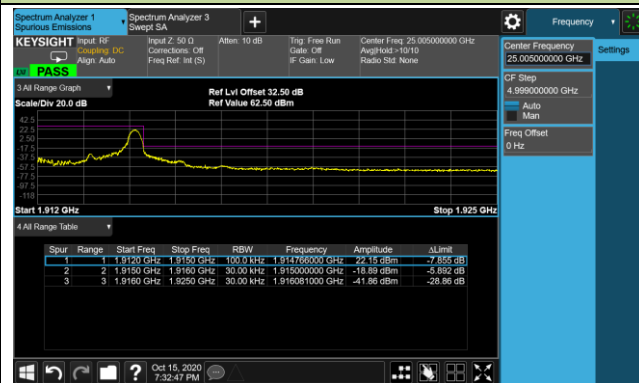 Spectrum Analyzer 1
Spurious Emissions
Spectrum Analyzer 3
Swept SA
+
Frequency
KEYSIGHT
Input: RF
Coupling: DC
Align: Auto
Input Z: 50 Ω
Corrections: Off
Freq Ref: Int (S)
Atten: 10 dB
Trig: Free Run
Gate: Off
IF Gain: Low
Center Freq: 25.005000000 GHz
Avg|Hold:>10/10
Radio Std: None
PASS
Center Frequency
25.005000000 GHz
Settings
CF Step
4.999000000 GHz
Auto
Man
Freq Offset
0 Hz
3 All Range Graph
Scale/Div 20.0 dB
Ref Lvl Offset 32.50 dB
Ref Value 62.50 dBm
42.5
22.5
2.50
-17.5
-37.5
-57.5
-77.5
-97.5
-118
Start 1.912 GHz
Stop 1.925 GHz
4 All Range Table
Spur Range Start Freq Stop Freq RBW Frequency Amplitude ΔLimit
1 1 1.9120 GHz 1.9150 GHz 100.0 kHz 1.914766000 GHz 22.15 dBm -7.855 dB
2 2 1.9150 GHz 1.9160 GHz 30.00 kHz 1.915000000 GHz -18.89 dBm -5.892 dB
3 3 1.9160 GHz 1.9250 GHz 30.00 kHz 1.916081000 GHz -41.86 dBm -28.86 dB
?
Oct 15, 2020
7:32:47 PM